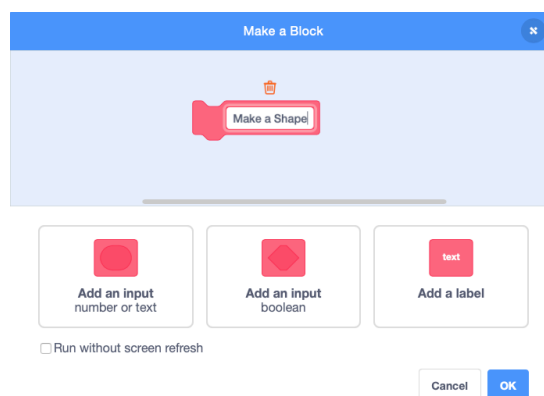 Make a Block
Make a Shape
text
Add an input
number or text
Add an input
boolean
Add a label
Run without screen refresh
Cancel
OK